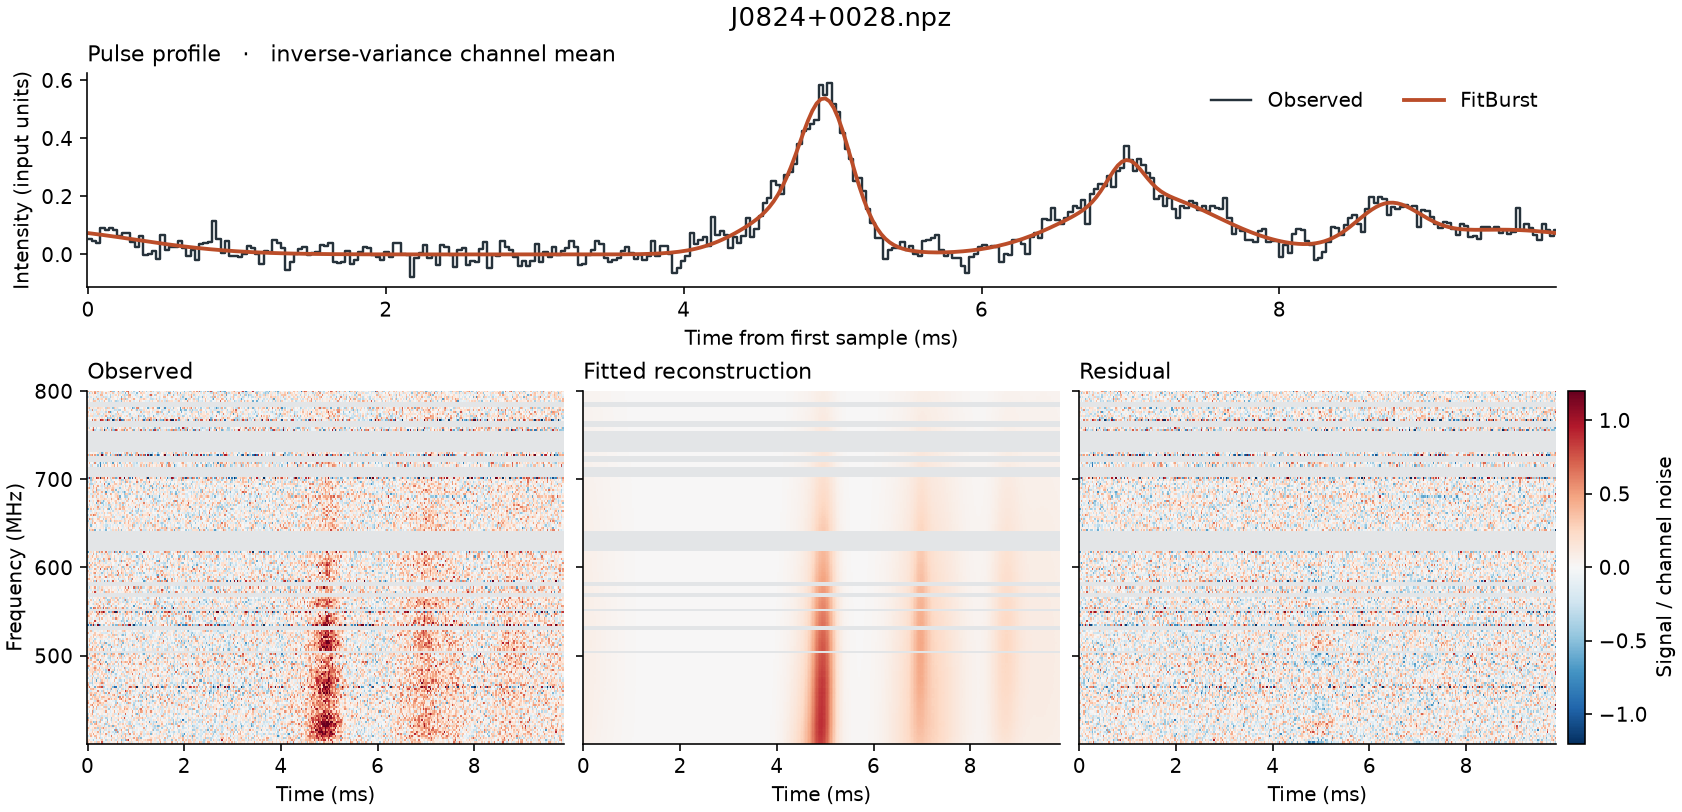 J0824+0028.npz
Pulse profile · inverse-variance channel mean
Intensity (input units)
0.6
0.4
0.2
0.0
Observed
FitBurst
0 2 4 6 8
Time from first sample (ms)
Observed
Fitted reconstruction
Residual
Frequency (MHz)
800
700
600
500
0 2 4 6 8
Time (ms)
0 2 4 6 8
Time (ms)
0 2 4 6 8
Time (ms)
1.0
0.5
0.0
−0.5
−1.0
Signal / channel noise